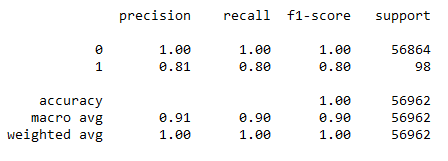 precision recall f1-score support
0 1.00 1.00 1.00 56864
1 0.81 0.80 0.80 98
accuracy 1.00 56962
macro avg 0.91 0.90 0.90 56962
weighted avg 1.00 1.00 1.00 56962